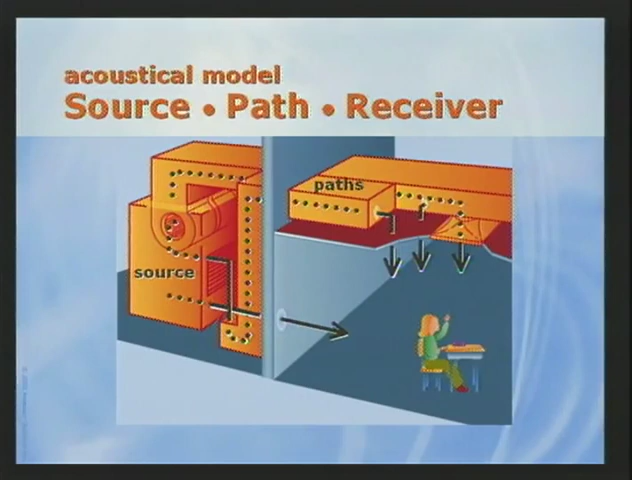 acoustical model
Source • Path • Receiver
paths
source